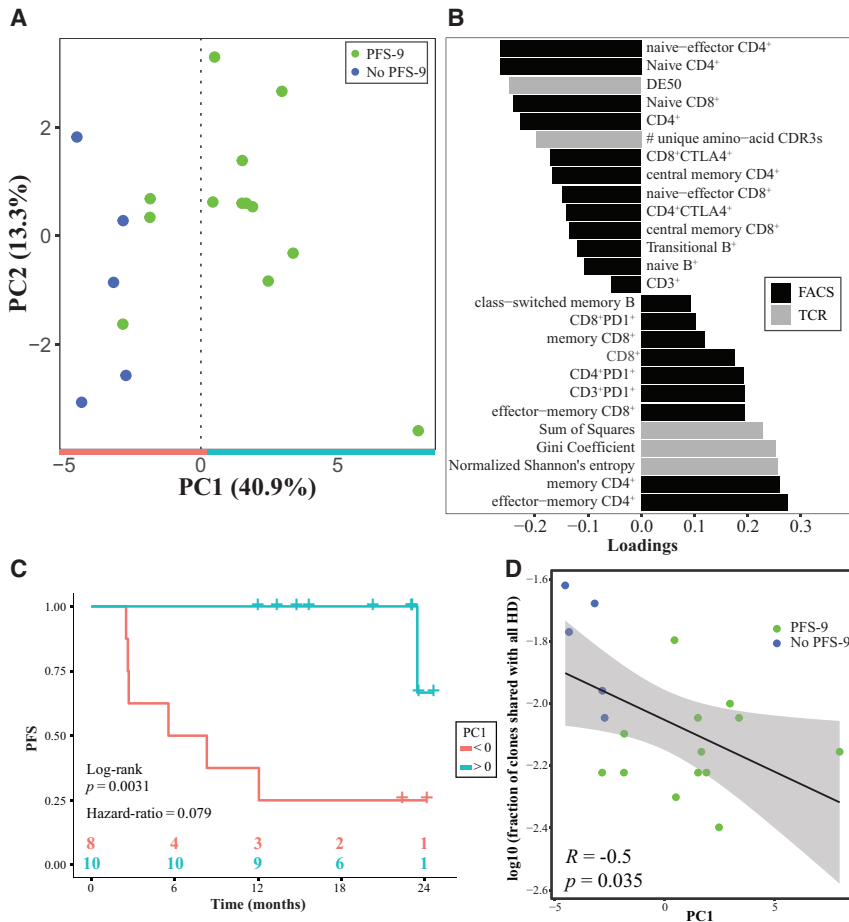 A
PFS-9
No PFS-9
2
0
−2
−5
0
5
PC2 (13.3%)
PC1 (40.9%)
B
naive−effector CD4+
Naive CD4+
DE50
Naive CD8+
CD4+
# unique amino−acid CDR3s
CD8+CTLA4+
central memory CD4+
naive−effector CD8+
CD4+CTLA4+
central memory CD8+
Transitional B+
naive B+
CD3+
class−switched memory B
CD8+PD1+
memory CD8+
CD8+
CD4+PD1+
CD3+PD1+
effector−memory CD8+
Sum of Squares
Gini Coefficient
Normalized Shannon's entropy
memory CD4+
effector−memory CD4+
FACS
TCR
−0.2
−0.1
0.0
0.1
0.2
0.3
Loadings
C
1.00
0.75
0.50
0.25
0.00
PFS
Log-rank
p = 0.0031
Hazard-ratio = 0.079
PC1
< 0
> 0
8 4 3 2 1
10 10 9 6 1
0 6 12 18 24
Time (months)
D
−1.6
−1.8
−2.0
−2.2
−2.4
−2.6
log10 (fraction of clones shared with all HD)
PFS-9
No PFS-9
R = -0.5
p = 0.035
−5 0 5
PC1